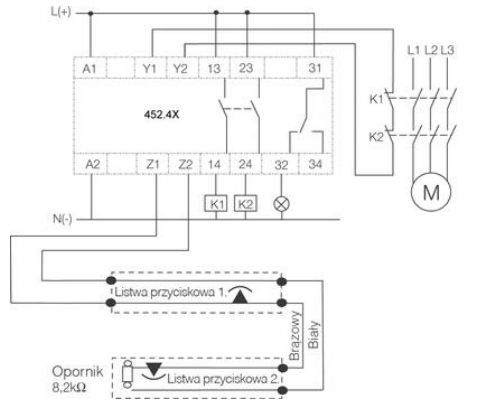 L(+)
A1 Y1 Y2 13 23 31
L1 L2 L3
452.4X
K1
K2
A2 Z1 Z2 14 24 32 34
K1 K2
M
N(-)
Listwa przyciskowa 1.
Brązowy
Biały
Opornik
8,2kΩ
Listwa przyciskowa 2.